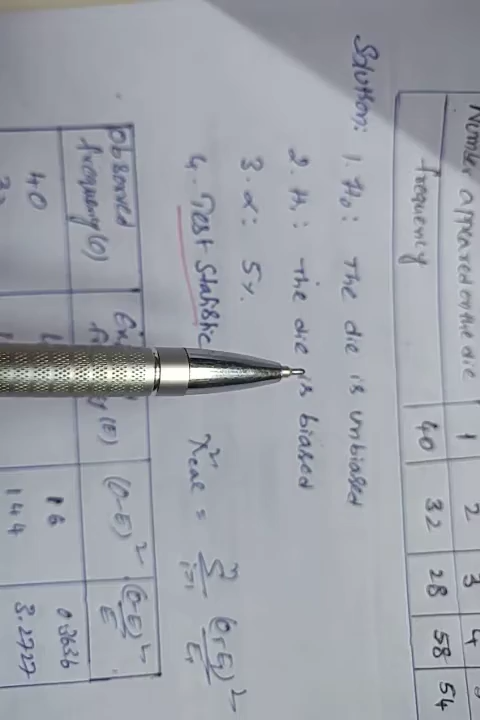 Number appeared on the die 1 2 3 4
frequency 40 32 28 58 54
Solution: 1. H₀: The die is unbiased
2. H₁: The die is biased
3. α: 5%
4. Test Statistic χ²cal = Σ (O-E)²
i=1
Observed frequency (O) (E) (O-E)² (O-E)²/E
40 16 0.3636
144 3.2727